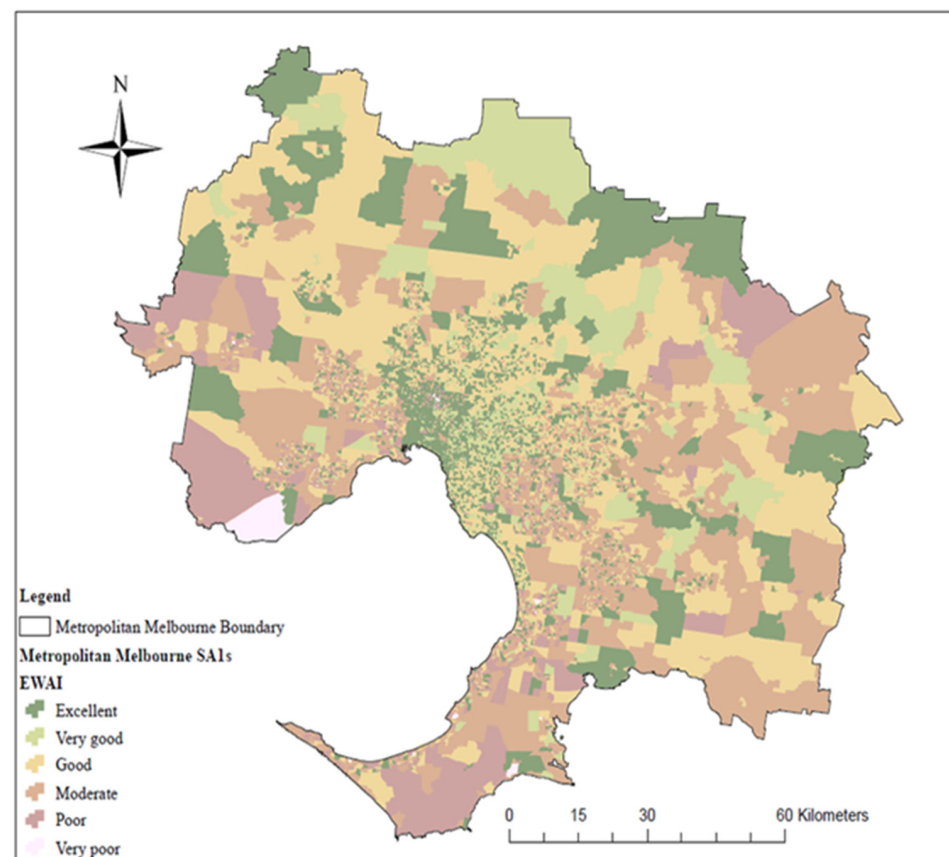 N
Legend
Metropolitan Melbourne Boundary
Metropolitan Melbourne SA1s
EWAI
Excellent
Very good
Good
Moderate
Poor
Very poor
0 15 30 60 Kilometers